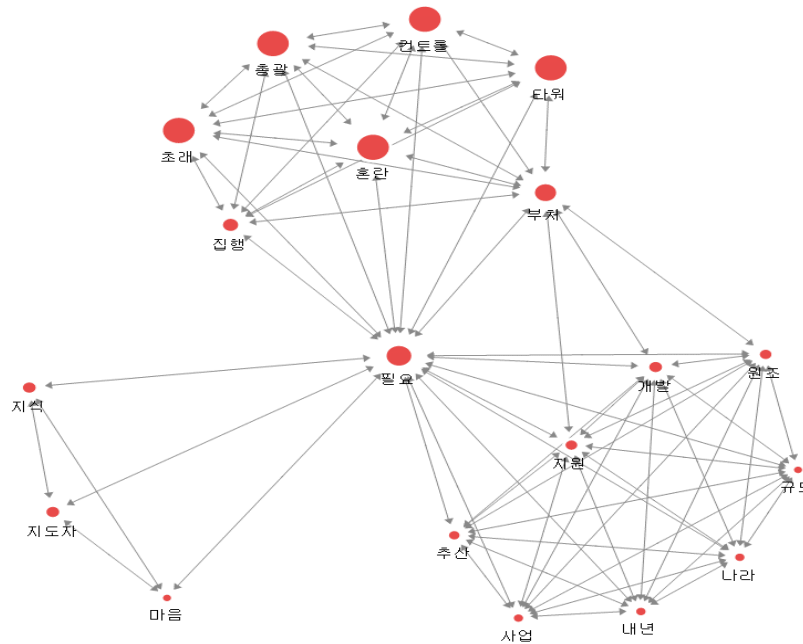 컨트롤
총괄
타워
초래
혼란
부처
집행
필요
원조
개발
지식
지원
규모
지도자
추산
나라
마음
사업
내년